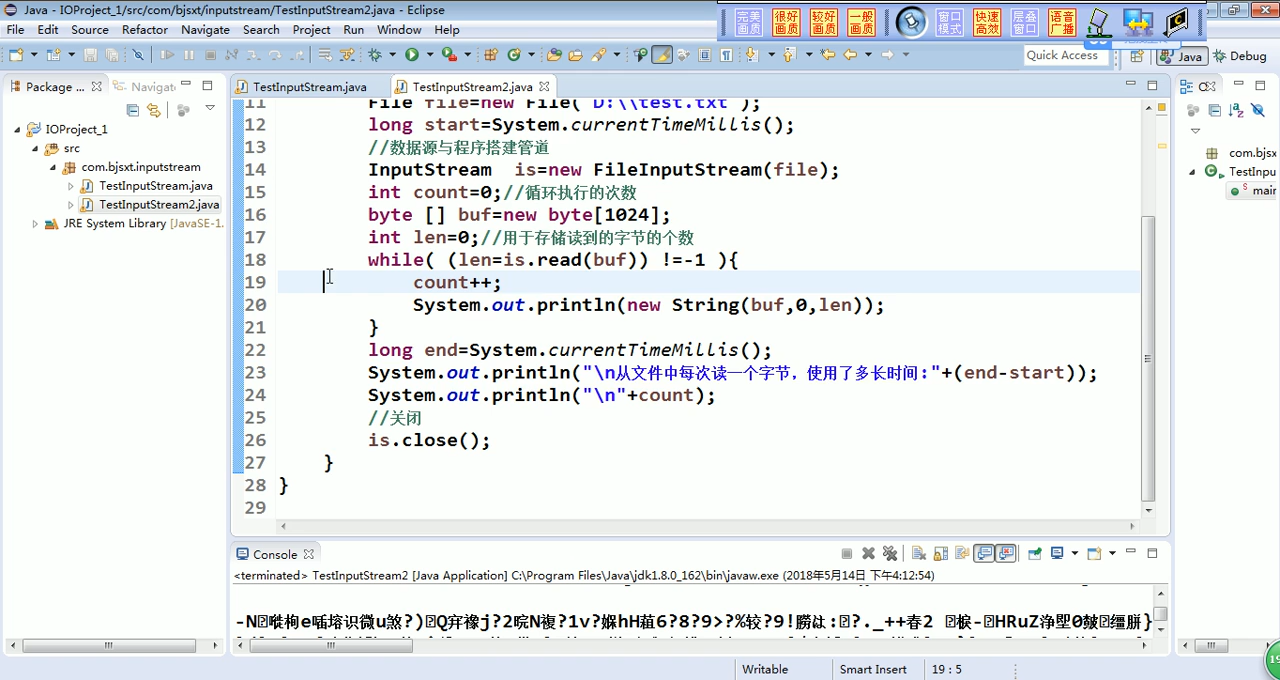 Java - IOProject_1/src/com/bjsxt/inputstream/TestInputStream2.java - Eclipse
完美画质 很好画质 较好画质 一般画质 窗口模式 快速高效 层叠窗口 语音广播
File Edit Source Refactor Navigate Search Project Run Window Help
Quick Access Java Debug
Package ... Navigat
TestInputStream.java TestInputStream2.java
IOProject_1
src
com.bjsxt.inputstream
TestInputStream.java
TestInputStream2.java
JRE System Library [JavaSE-1.
11 File file=new File("D:\\test.txt");
12 long start=System.currentTimeMillis();
13 //数据源与程序搭建管道
14 InputStream  is=new FileInputStream(file);
15 int count=0;//循环执行的次数
16 byte [] buf=new byte[1024];
17 int len=0;//用于存储读到的字节的个数
18 while( (len=is.read(buf)) !=-1 ){
19 count++;
20 System.out.println(new String(buf,0,len));
21 }
22 long end=System.currentTimeMillis();
23 System.out.println("\n从文件中每次读一个字节，使用了多长时间:"+(end-start));
24 System.out.println("\n"+count);
25 //关闭
26 is.close();
27 }
28 }
29
com.bjsx
TestInpu
main
Console
<terminated> TestInputStream2 [Java Application] C:\Program Files\Java\jdk1.8.0_162\bin\javaw.exe (2018年5月14日 下午4:12:54)
Writable Smart Insert 19 : 5